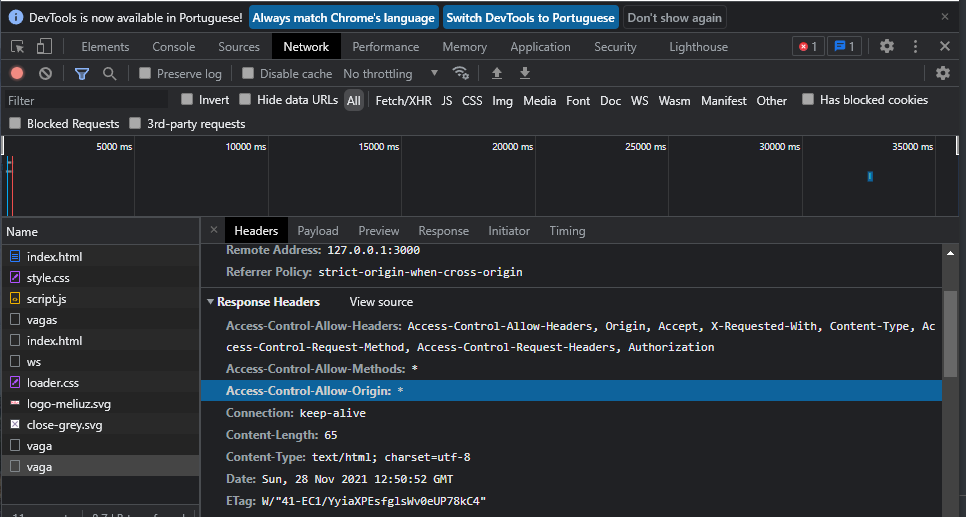 DevTools is now available in Portuguese! Always match Chrome's language Switch DevTools to Portuguese Don't show again ×
Elements Console Sources Network Performance Memory Application Security Lighthouse 1 1
Preserve log Disable cache No throttling
Filter Invert Hide data URLs All Fetch/XHR JS CSS Img Media Font Doc WS Wasm Manifest Other Has blocked cookies
Blocked Requests 3rd-party requests
5000 ms 10000 ms 15000 ms 20000 ms 25000 ms 30000 ms 35000 ms
Name
index.html
style.css
script.js
vagas
index.html
ws
loader.css
logo-meliuz.svg
close-grey.svg
vaga
vaga
× Headers Payload Preview Response Initiator Timing
Remote Address: 127.0.0.1:3000
Referrer Policy: strict-origin-when-cross-origin
Response Headers View source
Access-Control-Allow-Headers: Access-Control-Allow-Headers, Origin, Accept, X-Requested-With, Content-Type, Ac
cess-Control-Request-Method, Access-Control-Request-Headers, Authorization
Access-Control-Allow-Methods: *
Access-Control-Allow-Origin: *
Connection: keep-alive
Content-Length: 65
Content-Type: text/html; charset=utf-8
Date: Sun, 28 Nov 2021 12:50:52 GMT
ETag: W/"41-EC1/YyiaXPEsfglsWv0eUP78kC4"